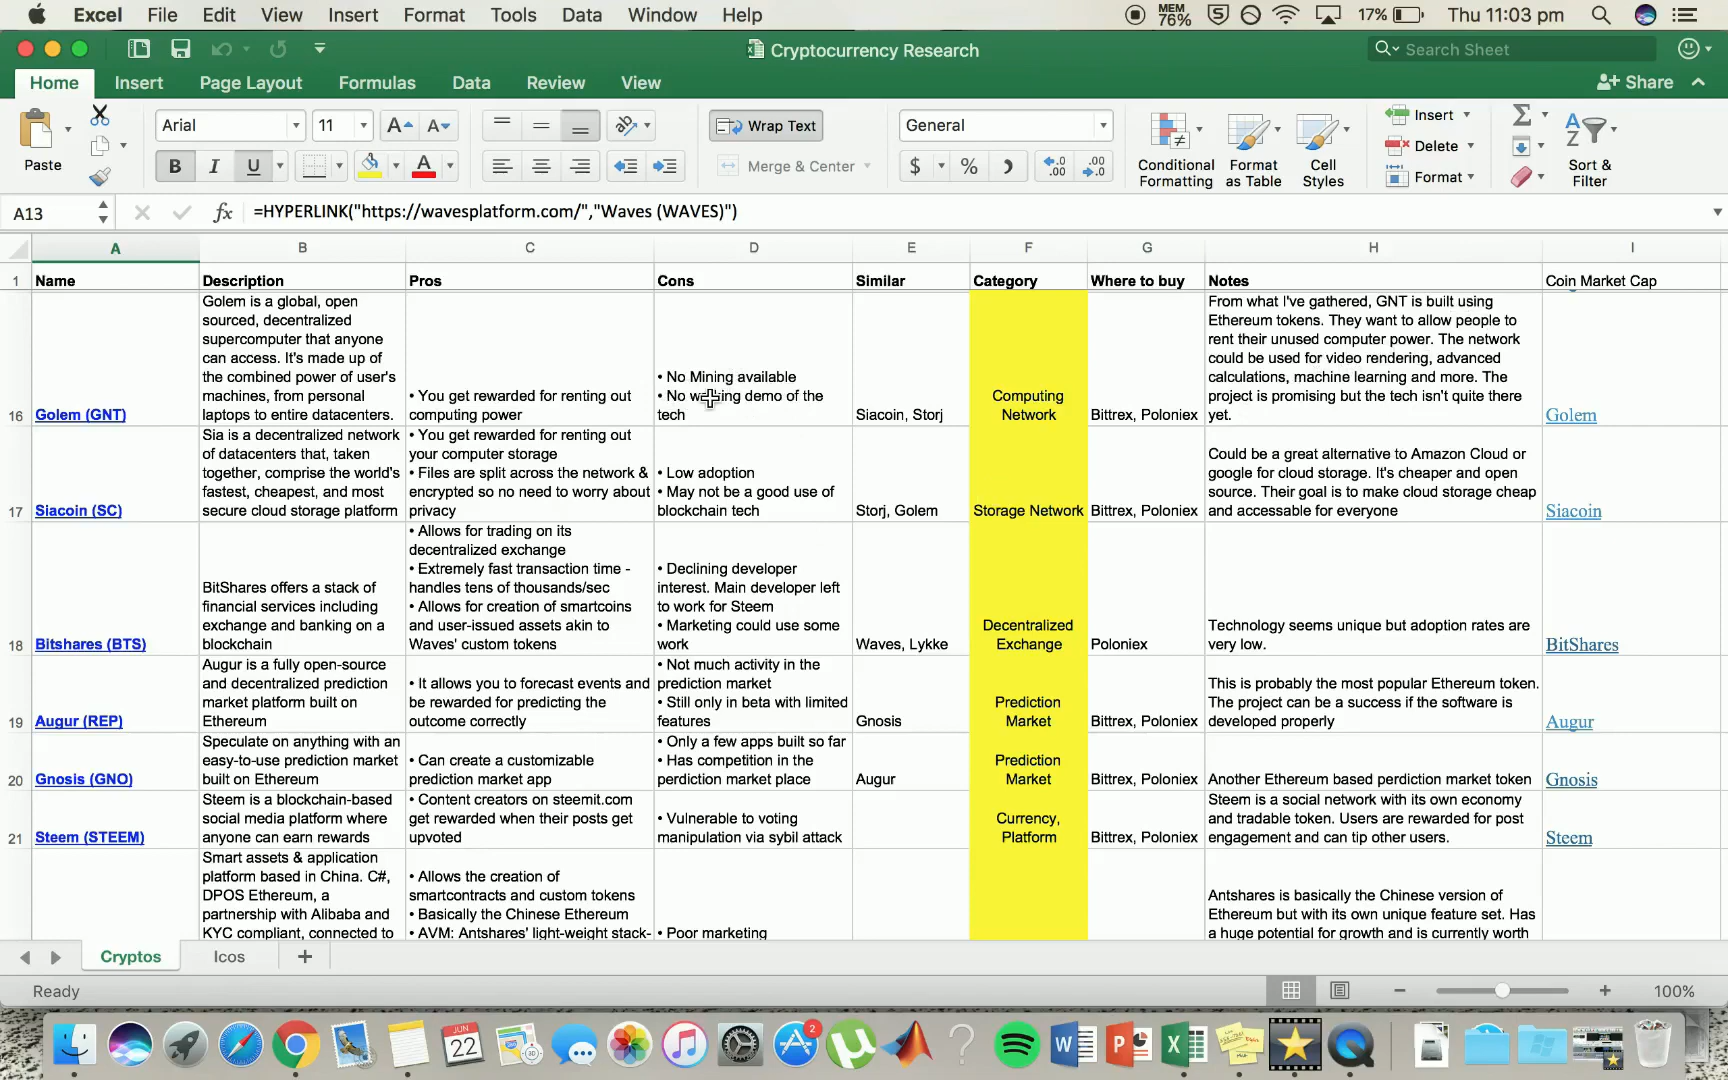 Excel File Edit View Insert Format Tools Data Window Help MEM 76% 17% Thu 11:03 pm
Cryptocurrency Research Search Sheet
Home Insert Page Layout Formulas Data Review View Share
Paste Arial 11 Wrap Text General Conditional Formatting Format as Table Cell Styles Insert Delete Format Sort & Filter
B I U A Merge & Center $ %
A13 fx =HYPERLINK("https://wavesplatform.com/","Waves (WAVES)")
A B C D E F G H I
1 Name Description Pros Cons Similar Category Where to buy Notes Coin Market Cap
16 Golem (GNT)
Golem is a global, open
sourced, decentralized
supercomputer that anyone
can access. It's made up of
the combined power of user's
machines, from personal
laptops to entire datacenters.
• You get rewarded for renting out
computing power
• No Mining available
• No working demo of the
tech
Siacoin, Storj
Computing
Network
Bittrex, Poloniex
From what I've gathered, GNT is built using
Ethereum tokens. They want to allow people to
rent their unused computer power. The network
could be used for video rendering, advanced
calculations, machine learning and more. The
project is promising but the tech isn't quite there
yet.
Golem
17 Siacoin (SC)
Sia is a decentralized network
of datacenters that, taken
together, comprise the world's
fastest, cheapest, and most
secure cloud storage platform
• You get rewarded for renting out
your computer storage
• Files are split across the network &
encrypted so no need to worry about
privacy
• Low adoption
• May not be a good use of
blockchain tech
Storj, Golem
Storage Network
Bittrex, Poloniex
Could be a great alternative to Amazon Cloud or
google for cloud storage. It's cheaper and open
source. Their goal is to make cloud storage cheap
and accessable for everyone
Siacoin
18 Bitshares (BTS)
BitShares offers a stack of
financial services including
exchange and banking on a
blockchain
• Allows for trading on its
decentralized exchange
• Extremely fast transaction time -
handles tens of thousands/sec
• Allows for creation of smartcoins
and user-issued assets akin to
Waves' custom tokens
• Declining developer
interest. Main developer left
to work for Steem
• Marketing could use some
work
Waves, Lykke
Decentralized
Exchange
Poloniex
Technology seems unique but adoption rates are
very low.
BitShares
19 Augur (REP)
Augur is a fully open-source
and decentralized prediction
market platform built on
Ethereum
• It allows you to forecast events and
be rewarded for predicting the
outcome correctly
• Not much activity in the
prediction market
• Still only in beta with limited
features
Gnosis
Prediction
Market
Bittrex, Poloniex
This is probably the most popular Ethereum token.
The project can be a success if the software is
developed properly
Augur
20 Gnosis (GNO)
Speculate on anything with an
easy-to-use prediction market
built on Ethereum
• Can create a customizable
prediction market app
• Only a few apps built so far
• Has competition in the
perdiction market place
Augur
Prediction
Market
Bittrex, Poloniex
Another Ethereum based perdiction market token
Gnosis
21 Steem (STEEM)
Steem is a blockchain-based
social media platform where
anyone can earn rewards
• Content creators on steemit.com
get rewarded when their posts get
upvoted
• Vulnerable to voting
manipulation via sybil attack
Currency,
Platform
Bittrex, Poloniex
Steem is a social network with its own economy
and tradable token. Users are rewarded for post
engagement and can tip other users.
Steem
Smart assets & application
platform based in China. C#,
DPOS Ethereum, a
partnership with Alibaba and
KYC compliant, connected to
• Allows the creation of
smartcontracts and custom tokens
• Basically the Chinese Ethereum
• AVM: Antshares' light-weight stack-
• Poor marketing
Antshares is basically the Chinese version of
Ethereum but with its own unique feature set. Has
a huge potential for growth and is currently worth
Cryptos Icos +
Ready 100%
JUN 22 2